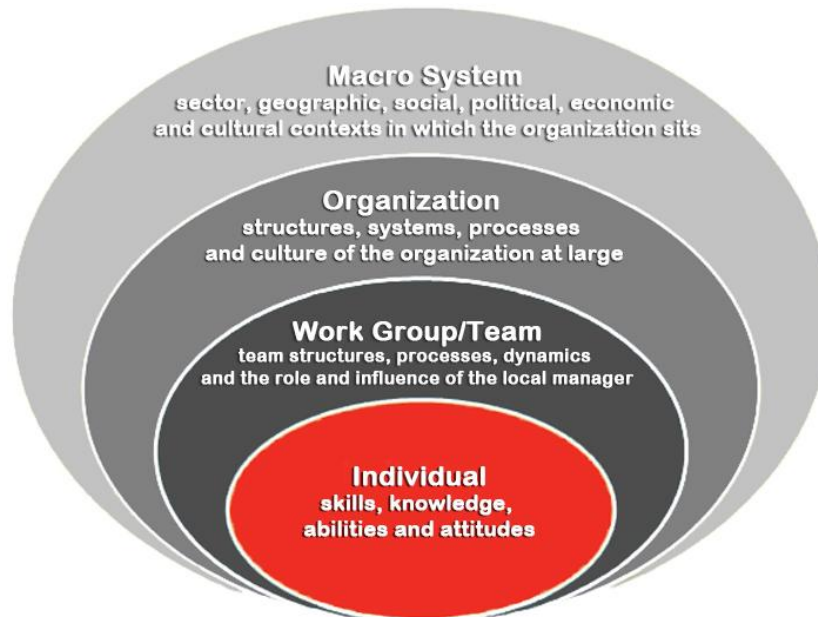 Macro System
sector, geographic, social, political, economic
and cultural contexts in which the organization sits
Organization
structures, systems, processes
and culture of the organization at large
Work Group/Team
team structures, processes, dynamics
and the role and influence of the local manager
Individual
skills, knowledge,
abilities and attitudes